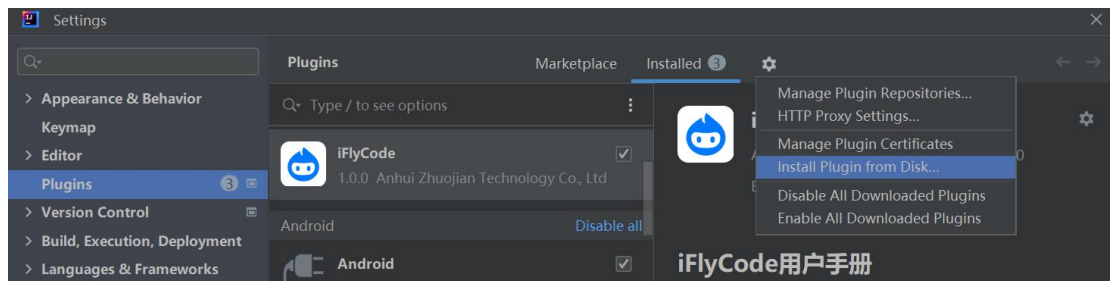 Settings
Plugins
Marketplace
Installed 3
Appearance & Behavior
Keymap
Editor
Plugins 3
Version Control
Build, Execution, Deployment
Languages & Frameworks
Type / to see options
iFlyCode
1.0.0 Anhui Zhuojian Technology Co., Ltd
Android
Disable all
Android
Manage Plugin Repositories...
HTTP Proxy Settings...
Manage Plugin Certificates
Install Plugin from Disk...
Disable All Downloaded Plugins
Enable All Downloaded Plugins
iFlyCode用户手册